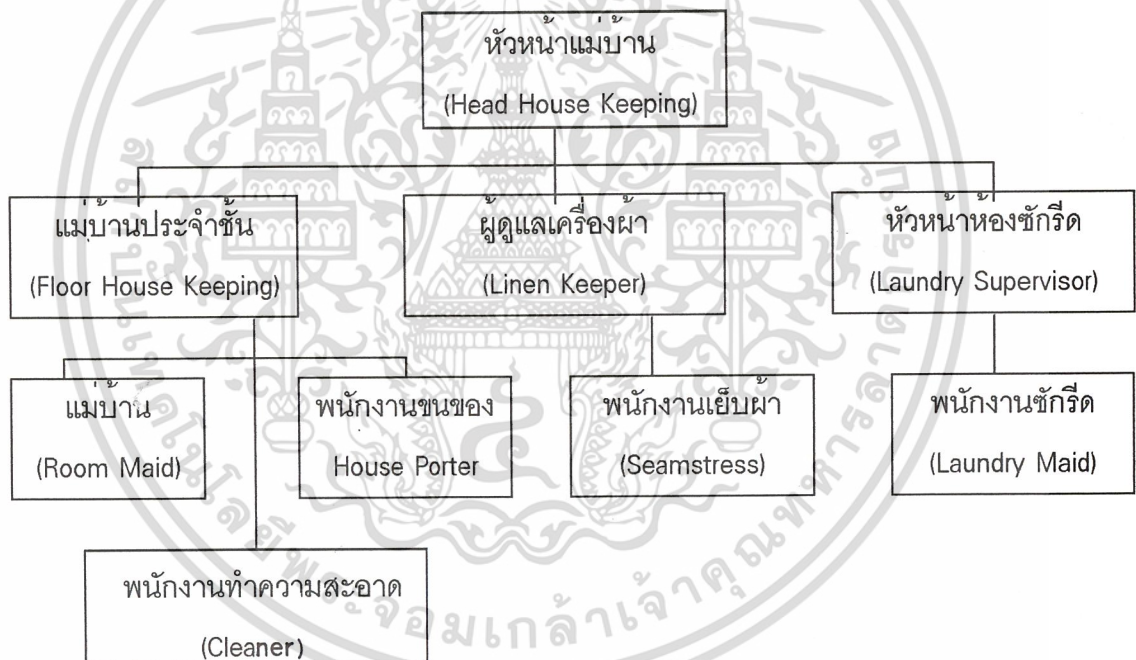 หัวหน้าแม่บ้าน
(Head House Keeping)
แม่บ้านประจำชั้น
(Floor House Keeping)
ผู้ดูแลเครื่องผ้า
(Linen Keeper)
หัวหน้าห้องซักรีด
(Laundry Supervisor)
แม่บ้าน
(Room Maid)
พนักงานขนของ
House Porter
พนักงานเย็บผ้า
(Seamstress)
พนักงานซักรีด
(Laundry Maid)
พนักงานทำความสะอาด
(Cleaner)